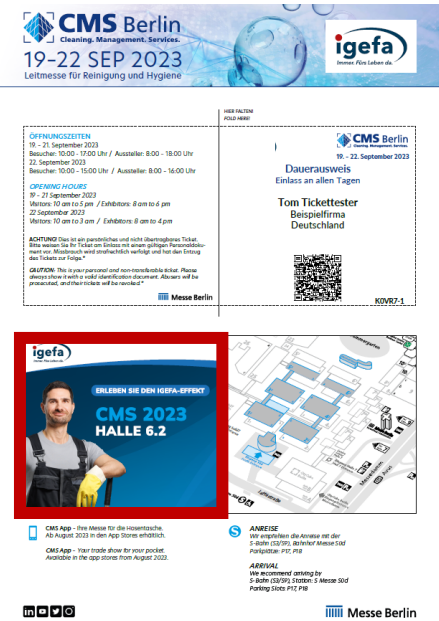 CMS Berlin
Cleaning. Management. Services.
19–22 SEP 2023
Leitmesse für Reinigung und Hygiene
igefa
Immer. Fürs Leben da.
HIER FALTEN!
FOLD HERE!
ÖFFNUNGSZEITEN
19. - 21. September 2023
Besucher: 10:00 - 17:00 Uhr / Aussteller: 8:00 - 18:00 Uhr
22. September 2023
Besucher: 10:00 - 15:00 Uhr / Aussteller: 8:00 - 16:00 Uhr
OPENING HOURS
19 - 21 September 2023
Visitors: 10 am to 5 pm / Exhibitors: 8 am to 6 pm
22 September 2023
Visitors: 10 am to 3 pm / Exhibitors: 8 am to 4 pm
ACHTUNG! Dies ist ein persönliches und nicht übertragbares Ticket.
Bitte weisen Sie Ihr Ticket am Einlass mit einem gültigen Personaldoku-
ment vor. Missbrauch wird strafrechtlich verfolgt und hat den Entzug
des Tickets zur Folge.*
CAUTION- This is your personal and non-transferable ticket. Please
always show it with a valid identification document. Abusers will be
prosecuted, and their tickets will be revoked.*
Messe Berlin
CMS Berlin
Cleaning. Management. Services.
19. - 22. September 2023
Dauerausweis
Einlass an allen Tagen
Tom Tickettester
Beispielfirma
Deutschland
K0VR7-1
igefa
Immer. Fürs Leben da.
ERLEBEN SIE DEN IGEFA-EFFEKT
CMS 2023
HALLE 6.2
CMS App - Ihre Messe für die Hosentasche.
Ab August 2023 in den App Stores erhältlich.
CMS App - Your trade show for your pocket.
Available in the app stores from August 2023.
ANREISE
Wir empfehlen die Anreise mit der
S-Bahn (S3/S9), Bahnhof Messe Süd
Parkplätze: P17, P18
ARRIVAL
We recommend arriving by
S-Bahn (S3/S9), Station: S Messe Süd
Parking Slots: P17, P18
Messe Berlin